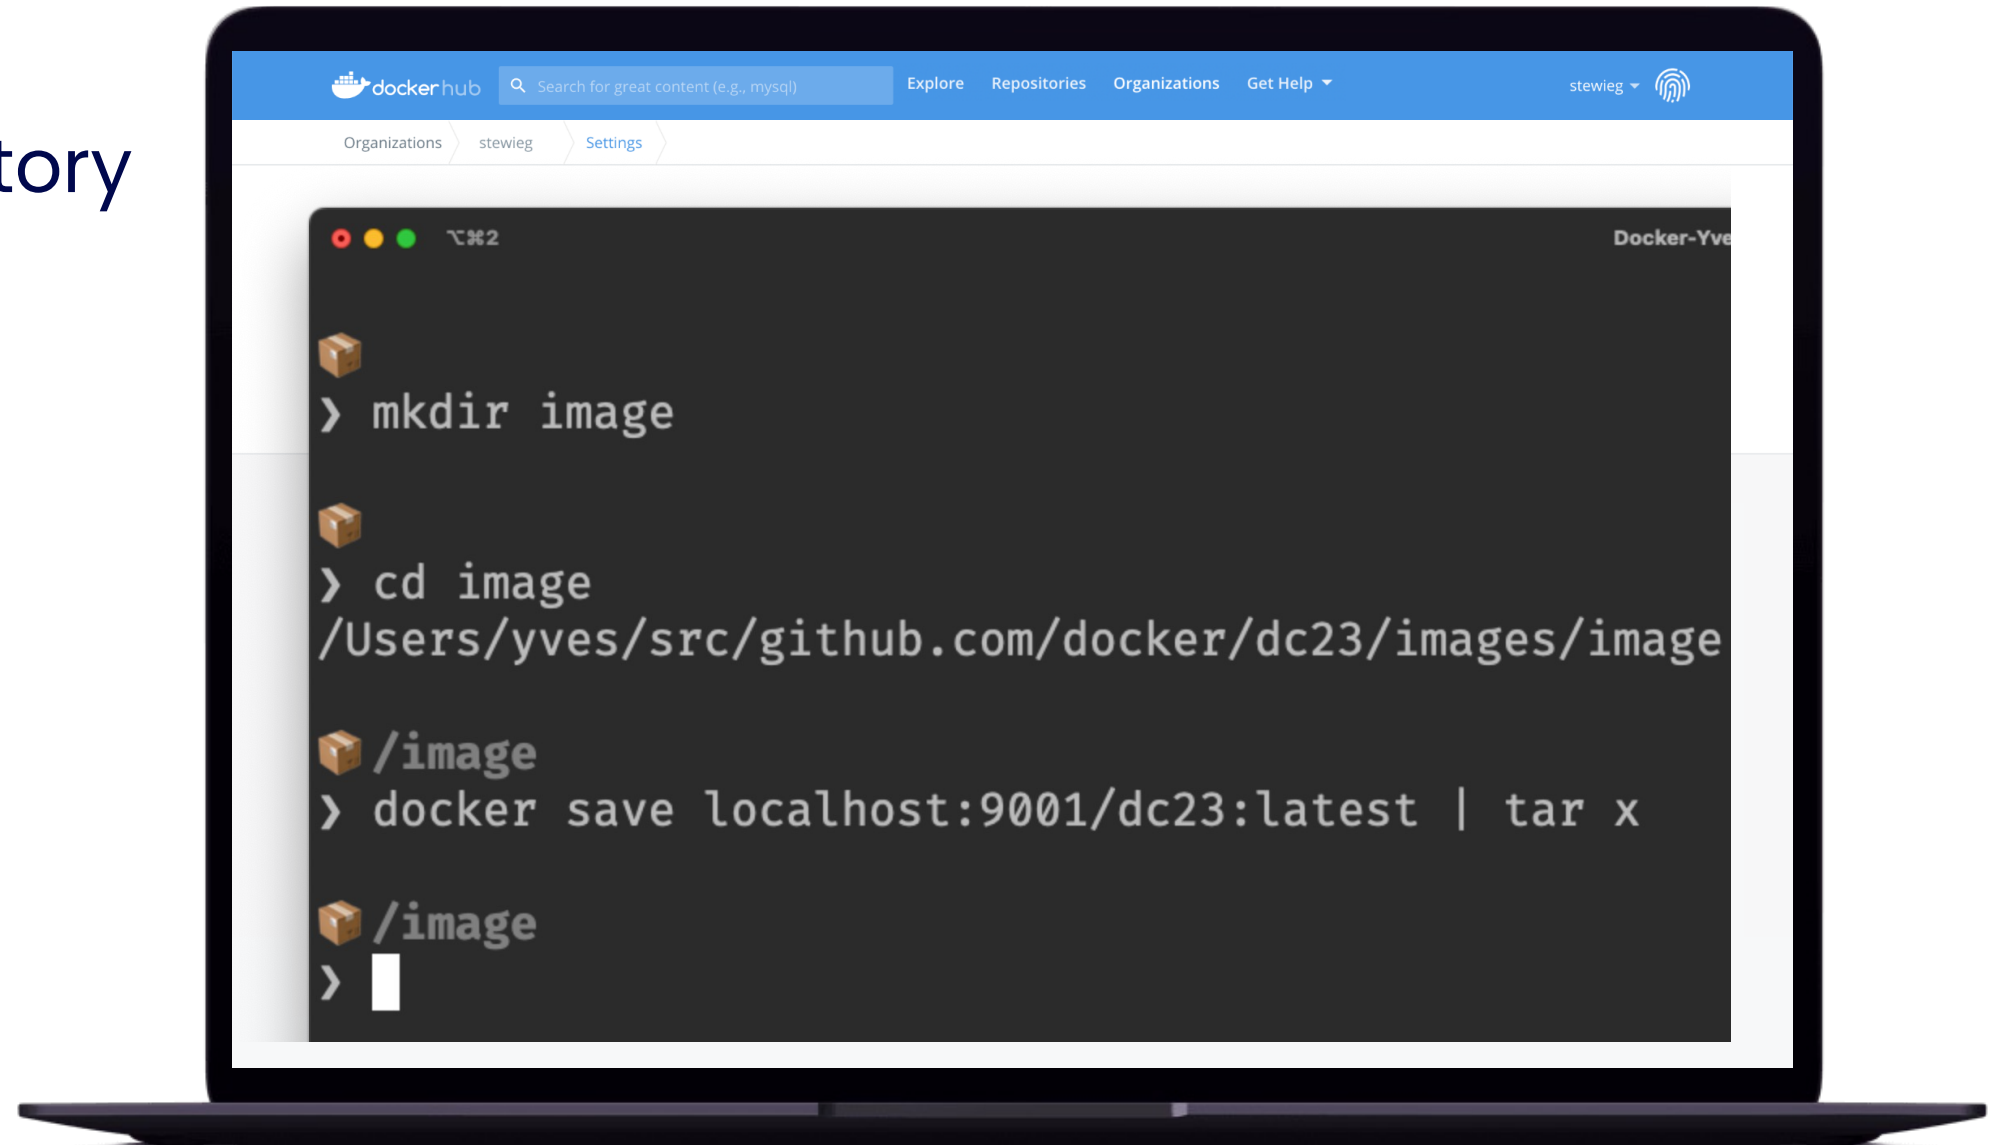 tory
dockerhub Search for great content (e.g., mysql) Explore Repositories Organizations Get Help stewieg
Organizations stewieg Settings
⌥⌘2 Docker-Yve
❯ mkdir image
❯ cd image
/Users/yves/src/github.com/docker/dc23/images/image
/image
❯ docker save localhost:9001/dc23:latest | tar x
/image
❯